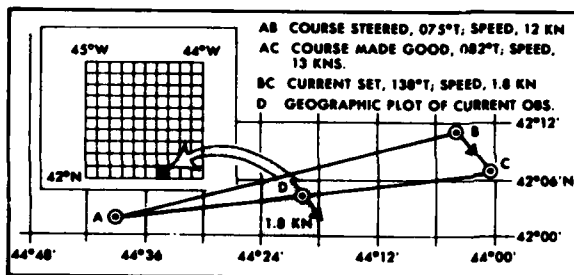 45°W 44°W
42°N
AB COURSE STEERED, 075°T; SPEED, 12 KN
AC COURSE MADE GOOD, 082°T; SPEED,
13 KNS.
BC CURRENT SET, 138°T; SPEED, 1.8 KN
D GEOGRAPHIC PLOT OF CURRENT OBS.
42°12'
B
C
42°06'N
D
A
1.8 KN
42°00'
44°48' 44°36' 44°24' 44°12' 44°00'